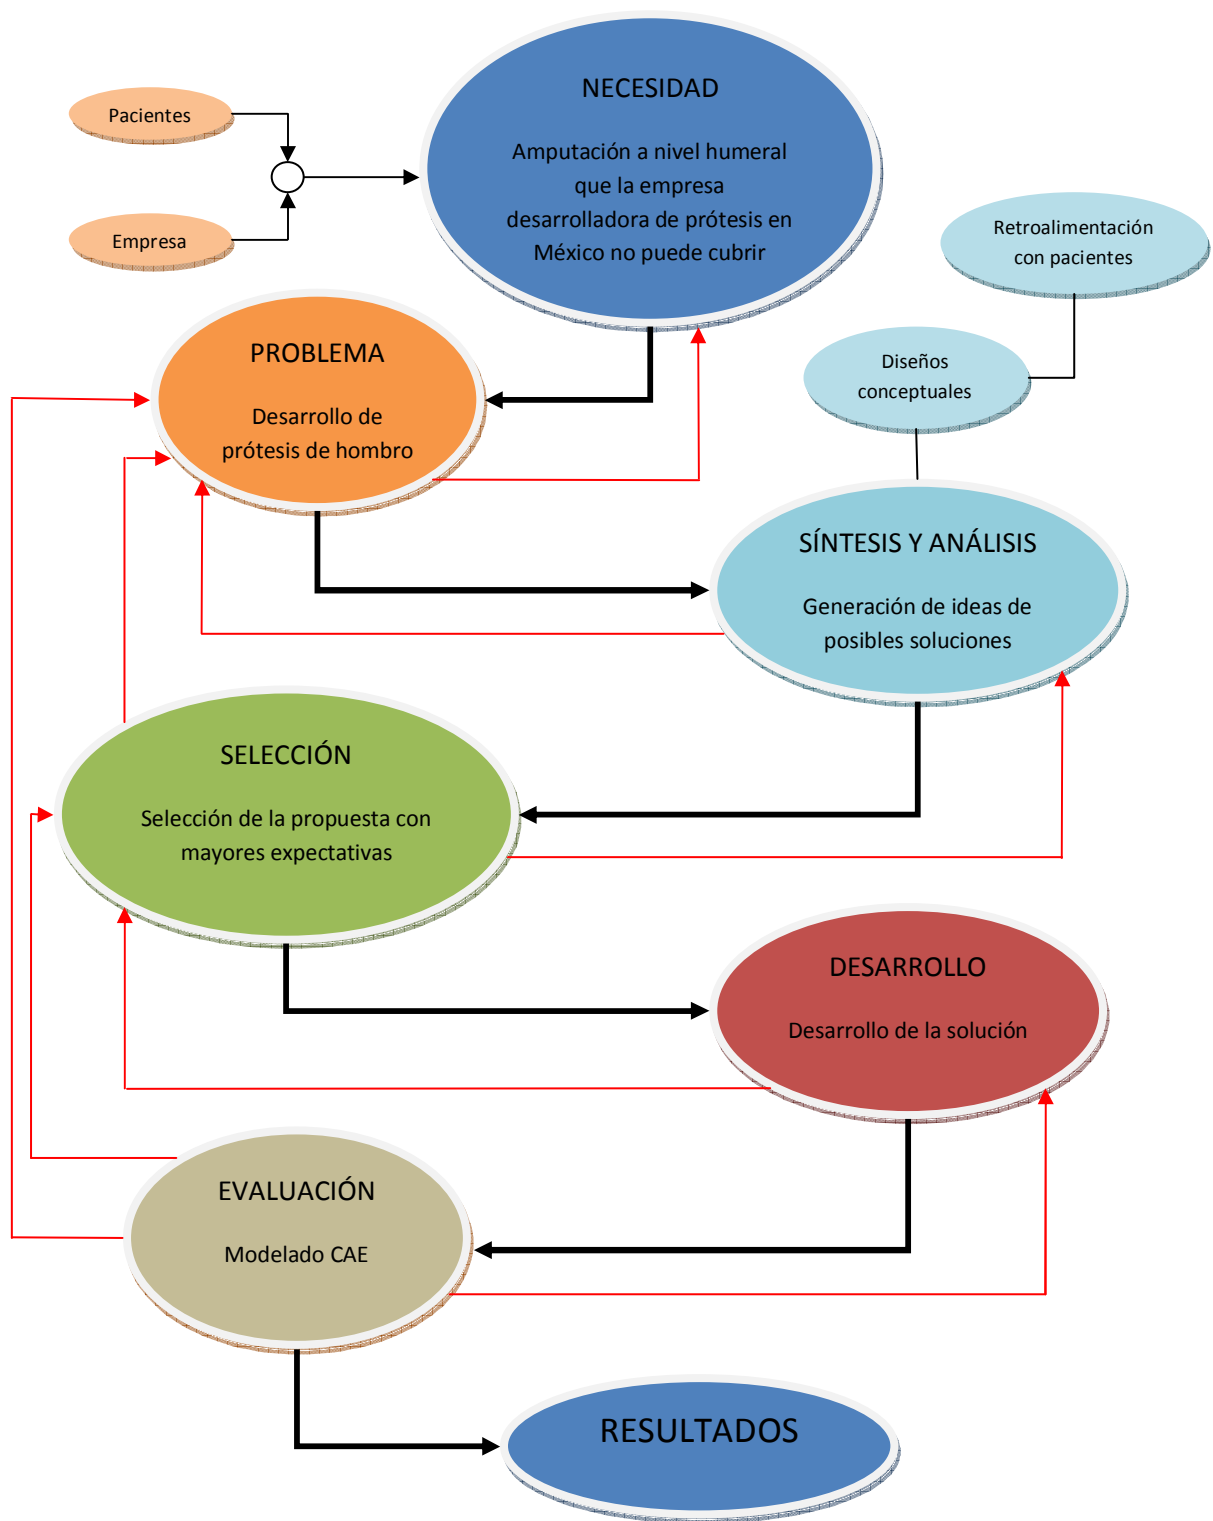 NECESIDAD
Amputación a nivel humeral
que la empresa
desarrolladora de prótesis en
México no puede cubrir
Pacientes
Empresa
Retroalimentación
con pacientes
Diseños
conceptuales
PROBLEMA
Desarrollo de
prótesis de hombro
SÍNTESIS Y ANÁLISIS
Generación de ideas de
posibles soluciones
SELECCIÓN
Selección de la propuesta con
mayores expectativas
DESARROLLO
Desarrollo de la solución
EVALUACIÓN
Modelado CAE
RESULTADOS